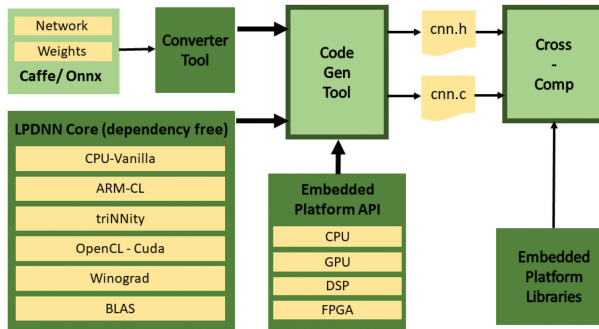 Network
Weights
Caffe/ Onnx
Converter
Tool
Code
Gen
Tool
cnn.h
cnn.c
Cross
-
Comp
LPDNN Core (dependency free)
CPU-Vanilla
ARM-CL
triNNity
OpenCL - Cuda
Winograd
BLAS
Embedded
Platform API
CPU
GPU
DSP
FPGA
Embedded
Platform
Libraries